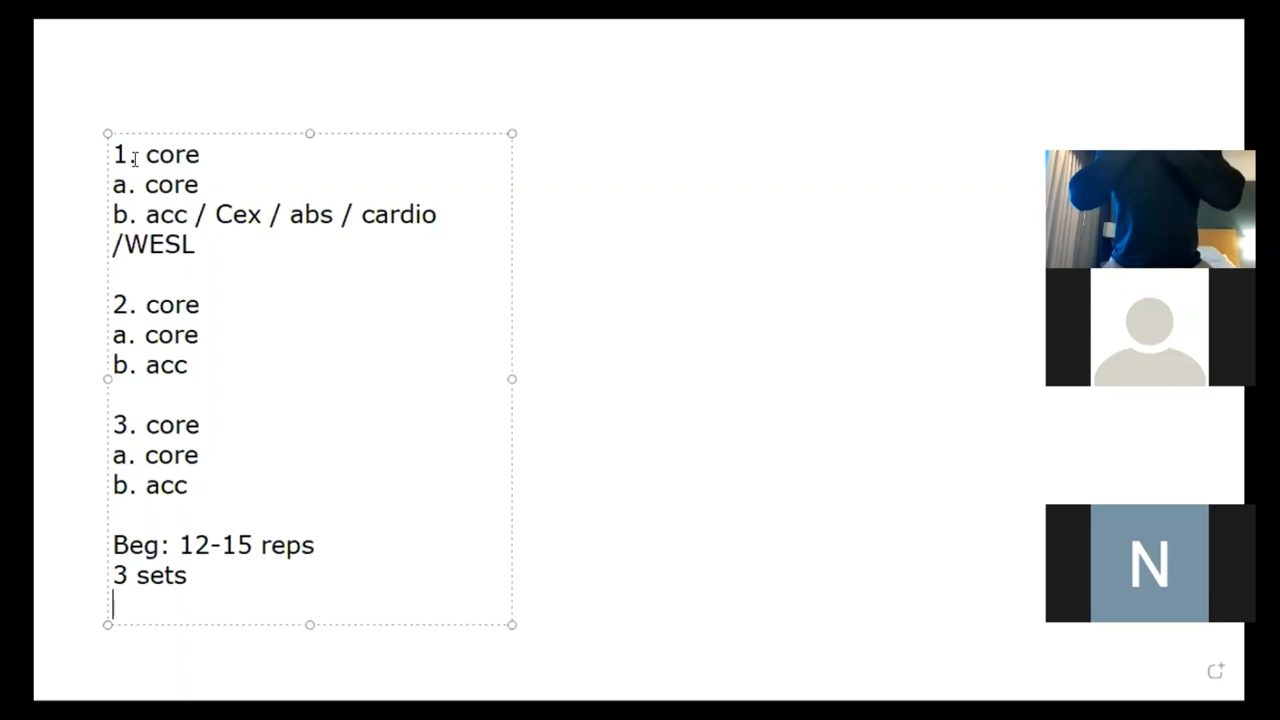 1. core
a. core
b. acc / Cex / abs / cardio
/WESL
2. core
a. core
b. acc
3. core
a. core
b. acc
Beg: 12-15 reps
3 sets
N